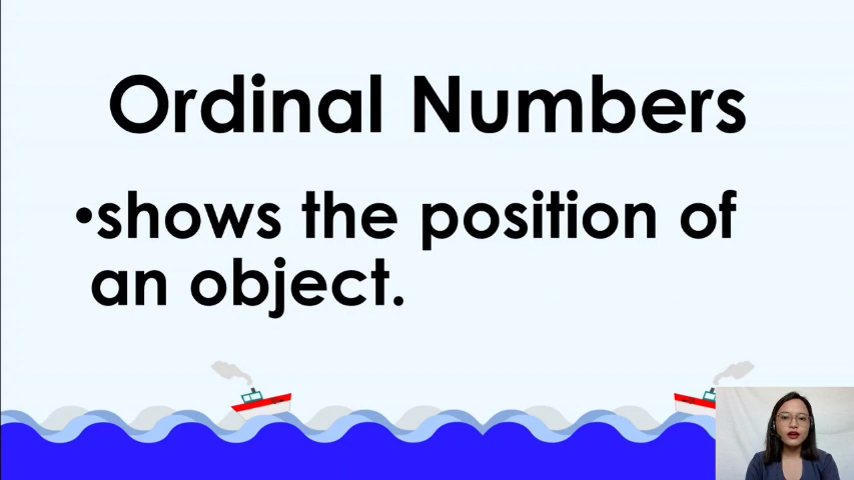 Ordinal Numbers
•shows the position of
an object.